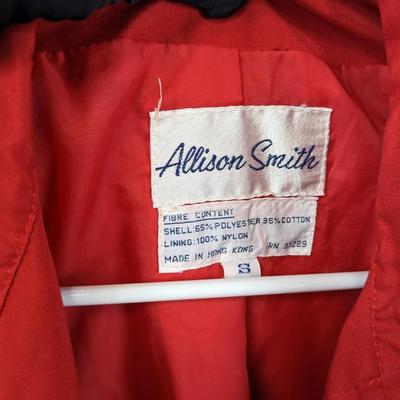 Allison Smith
FIBRE CONTENT
SHELL: 65% POLYESTER 35% COTTON
LINING: 100% NYLON
MADE IN HONG KONG RN 31289
S